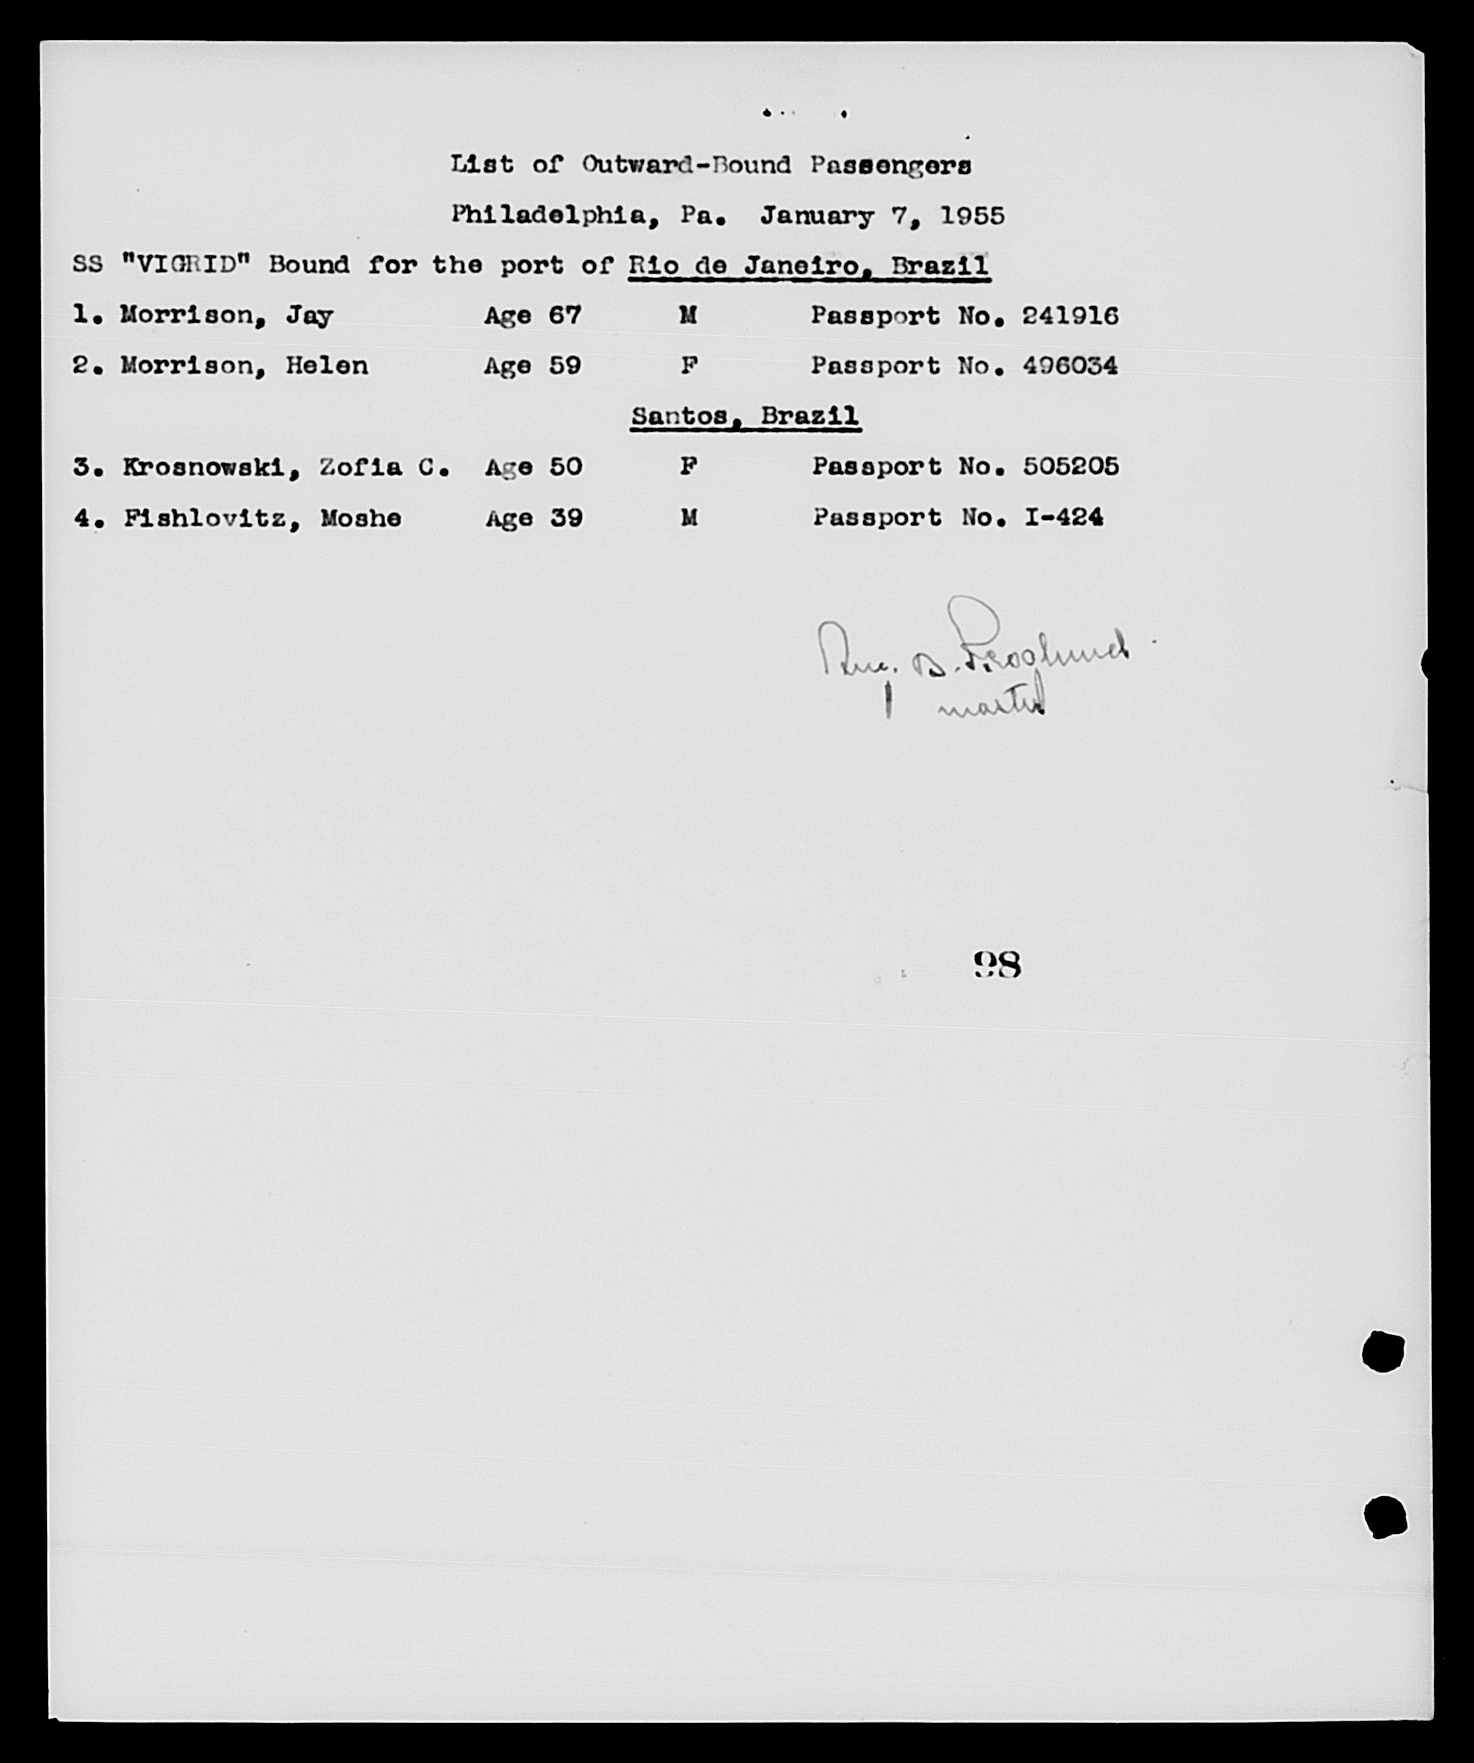 List of Outward-Bound Passengers
Philadelphia, Pa. January 7, 1955
SS "VIGRID" Bound for the port of Rio de Janeiro, Brazil
1. Morrison, Jay Age 67 M Passport No. 241916
2. Morrison, Helen Age 59 F Passport No. 496034
Santos, Brazil
3. Krosnowski, Zofia C. Age 50 F Passport No. 505205
4. Fishlovitz, Moshe Age 39 M Passport No. I-424
master
98